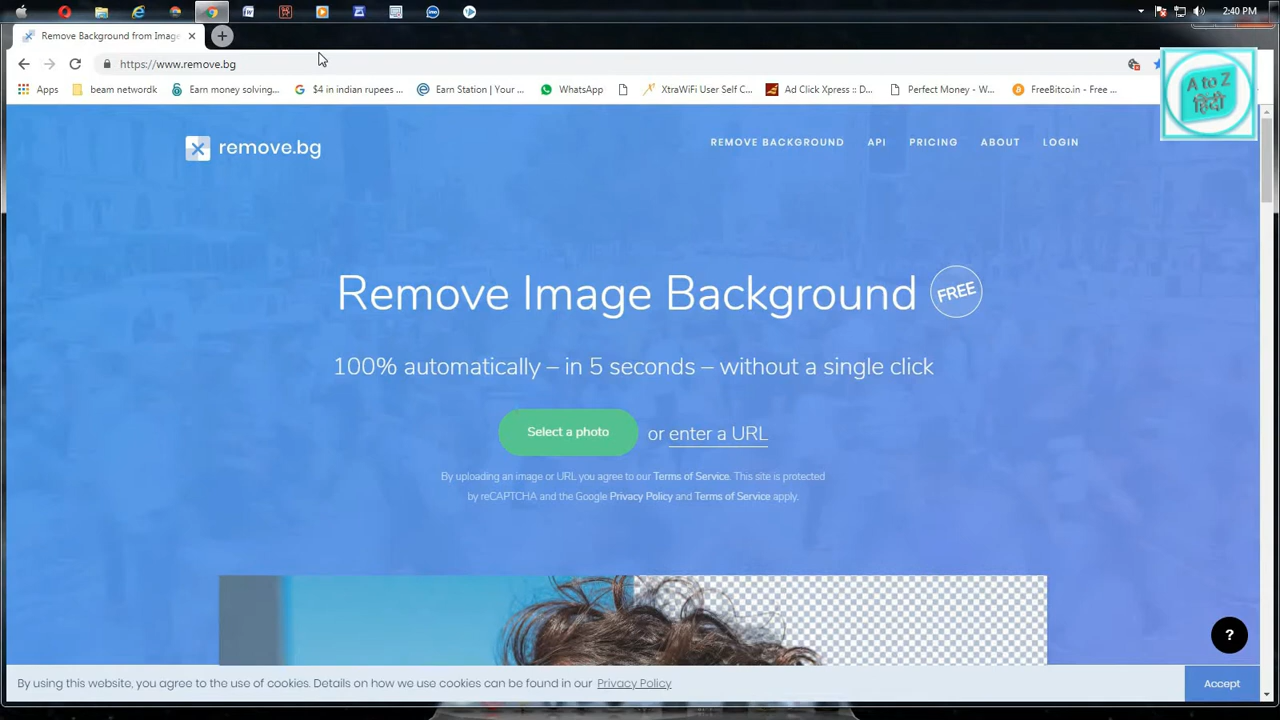 2:40 PM
Remove Background from Image
https://www.remove.bg
Apps
beam networdk
Earn money solving...
$4 in indian rupees ...
Earn Station | Your ...
WhatsApp
XtraWiFi User Self C...
Ad Click Xpress :: D...
Perfect Money - W...
FreeBitco.in - Free ...
A to Z
हिंदी
remove.bg
REMOVE BACKGROUND
API
PRICING
ABOUT
LOGIN
Remove Image Background
FREE
100% automatically – in 5 seconds – without a single click
Select a photo
or enter a URL
By uploading an image or URL you agree to our Terms of Service. This site is protected
by reCAPTCHA and the Google Privacy Policy and Terms of Service apply.
?
By using this website, you agree to the use of cookies. Details on how we use cookies can be found in our Privacy Policy
Accept